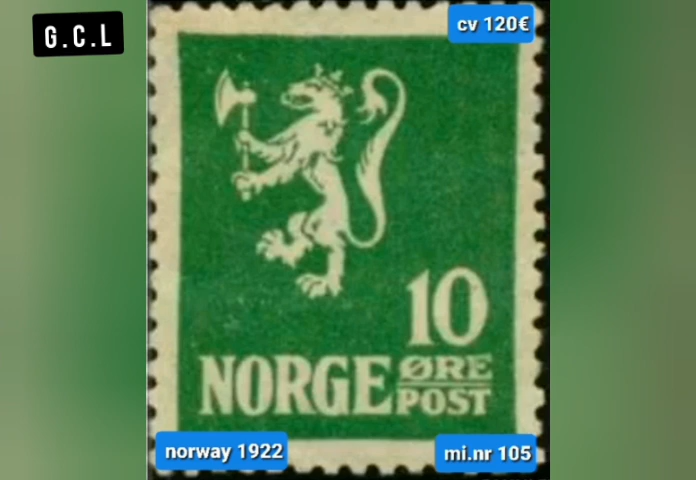 G.C.L
cv 120€
10
NORGE ØRE
POST
norway 1922
mi.nr 105